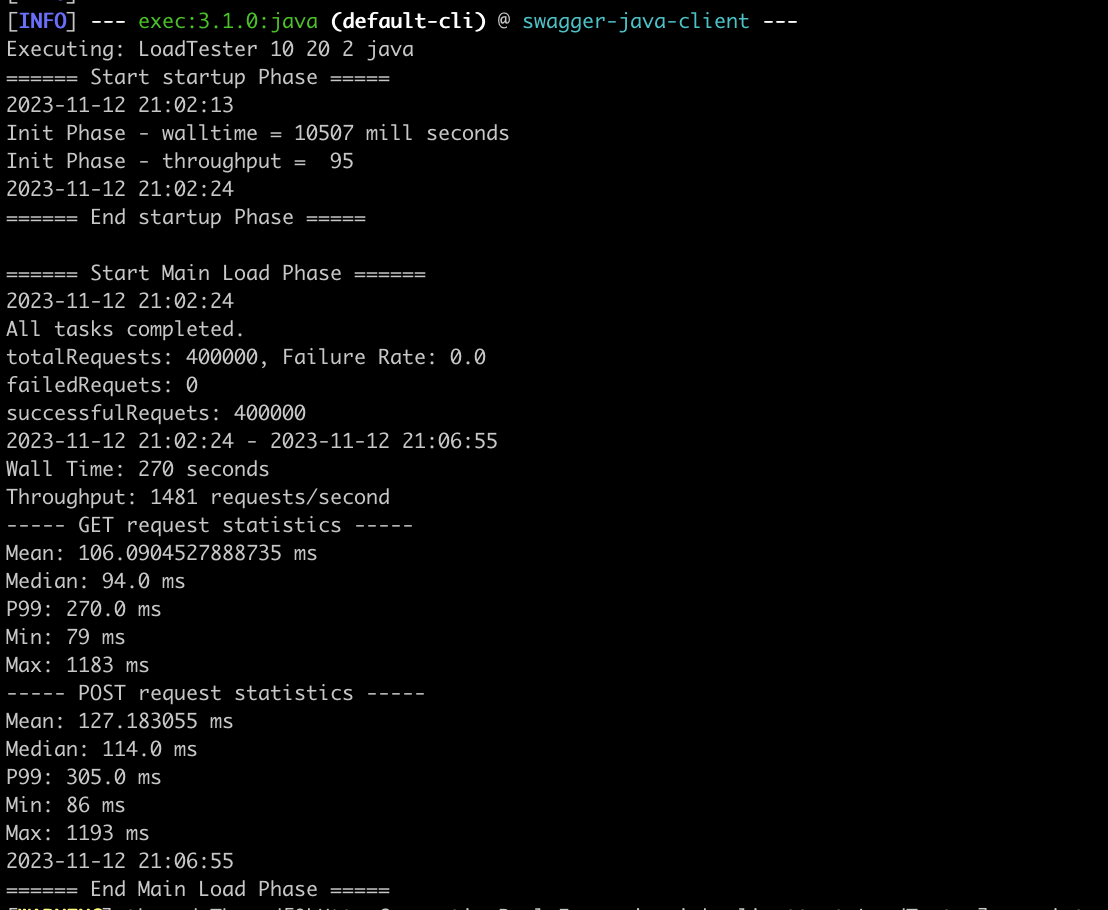 [INFO] --- exec:3.1.0:java (default-cli) @ swagger-java-client ---
Executing: LoadTester 10 20 2 java
====== Start startup Phase =====
2023-11-12 21:02:13
Init Phase - walltime = 10507 mill seconds
Init Phase - throughput =  95
2023-11-12 21:02:24
====== End startup Phase =====
====== Start Main Load Phase ======
2023-11-12 21:02:24
All tasks completed.
totalRequests: 400000, Failure Rate: 0.0
failedRequets: 0
successfulRequets: 400000
2023-11-12 21:02:24 - 2023-11-12 21:06:55
Wall Time: 270 seconds
Throughput: 1481 requests/second
----- GET request statistics -----
Mean: 106.0904527888735 ms
Median: 94.0 ms
P99: 270.0 ms
Min: 79 ms
Max: 1183 ms
----- POST request statistics -----
Mean: 127.183055 ms
Median: 114.0 ms
P99: 305.0 ms
Min: 86 ms
Max: 1193 ms
2023-11-12 21:06:55
====== End Main Load Phase =====